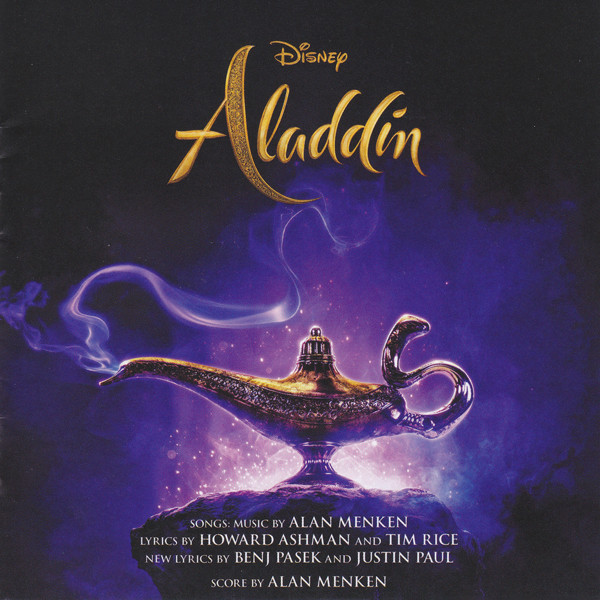 Disney
Aladdin
SONGS: MUSIC BY ALAN MENKEN
LYRICS BY HOWARD ASHMAN AND TIM RICE
NEW LYRICS BY BENJ PASEK AND JUSTIN PAUL
SCORE BY ALAN MENKEN